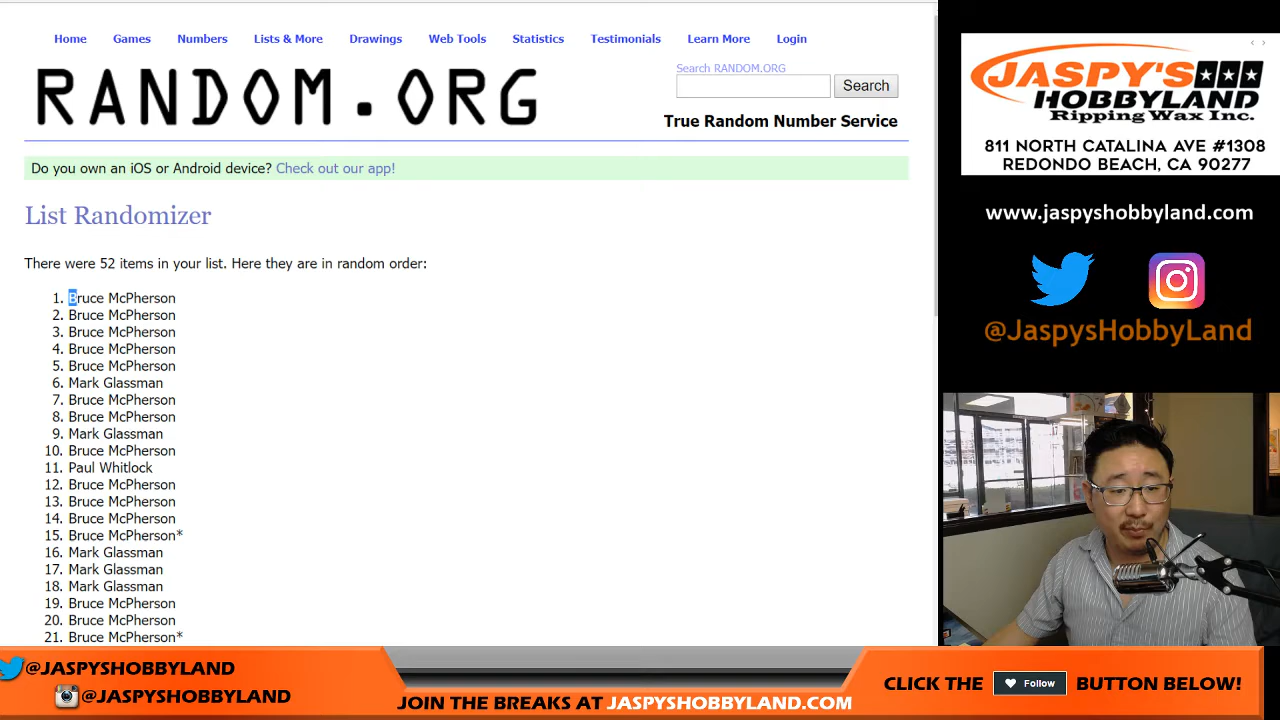 Home Games Numbers Lists & More Drawings Web Tools Statistics Testimonials Learn More Login
RANDOM.ORG
Search RANDOM.ORG
Search
True Random Number Service
Do you own an iOS or Android device? Check out our app!
List Randomizer
There were 52 items in your list. Here they are in random order:
1. Bruce McPherson
2. Bruce McPherson
3. Bruce McPherson
4. Bruce McPherson
5. Bruce McPherson
6. Mark Glassman
7. Bruce McPherson
8. Bruce McPherson
9. Mark Glassman
10. Bruce McPherson
11. Paul Whitlock
12. Bruce McPherson
13. Bruce McPherson
14. Bruce McPherson
15. Bruce McPherson*
16. Mark Glassman
17. Mark Glassman
18. Mark Glassman
19. Bruce McPherson
20. Bruce McPherson
21. Bruce McPherson*
JASPY'S
HOBBYLAND
Ripping Wax Inc.
811 NORTH CATALINA AVE #1308
REDONDO BEACH, CA 90277
www.jaspyshobbyland.com
@JaspysHobbyLand
@JASPYSHOBBYLAND
@JASPYSHOBBYLAND
JOIN THE BREAKS AT JASPYSHOBBYLAND.COM
CLICK THE Follow BUTTON BELOW!